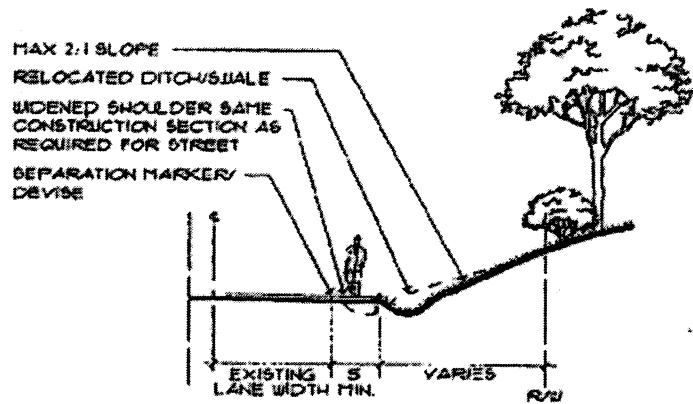 MAX 2:1 SLOPE
RELOCATED DITCH/SWALE
WIDENED SHOULDER SAME
CONSTRUCTION SECTION AS
REQUIRED FOR STREET
SEPARATION MARKER/
DEVISE
EXISTING 5 VARIES
LANE WIDTH MIN.
R/W